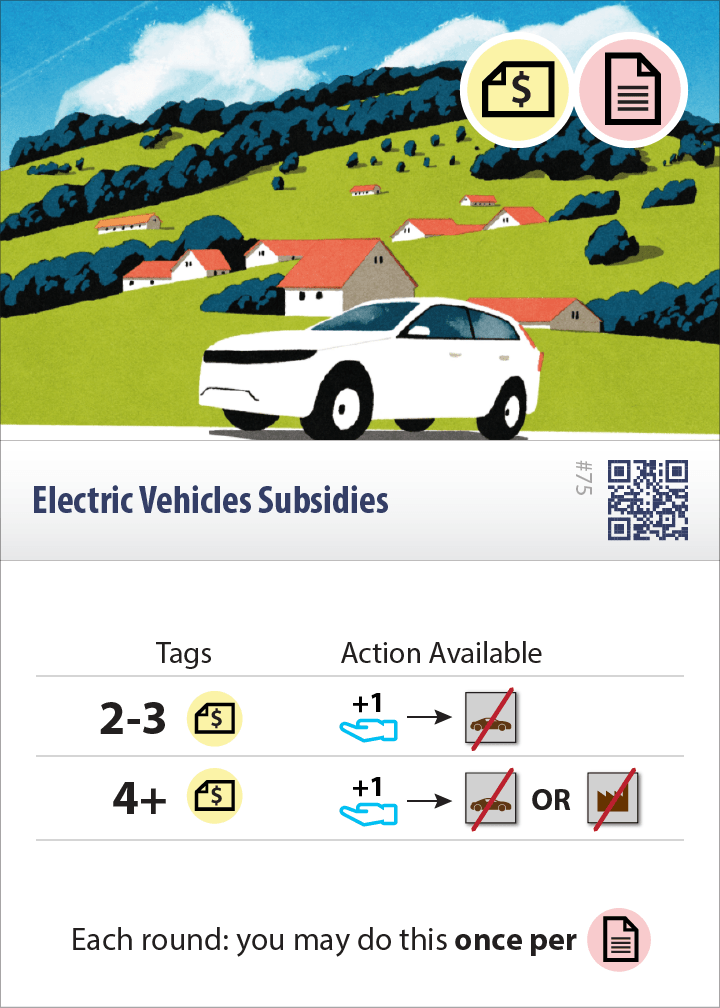 $
Electric Vehicles Subsidies
#75
Tags Action Available
2-3 $ +1
4+ $ +1 OR
Each round: you may do this once per